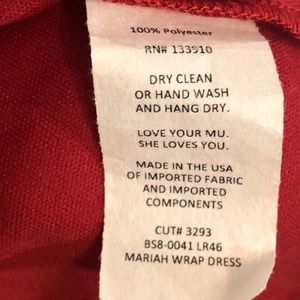 100% Polyester
RN# 133910
DRY CLEAN
OR HAND WASH
AND HANG DRY.
LOVE YOUR MU.
SHE LOVES YOU.
MADE IN THE USA
OF IMPORTED FABRIC
AND IMPORTED
COMPONENTS
CUT# 3293
BS8-0041 LR46
MARIAH WRAP DRESS